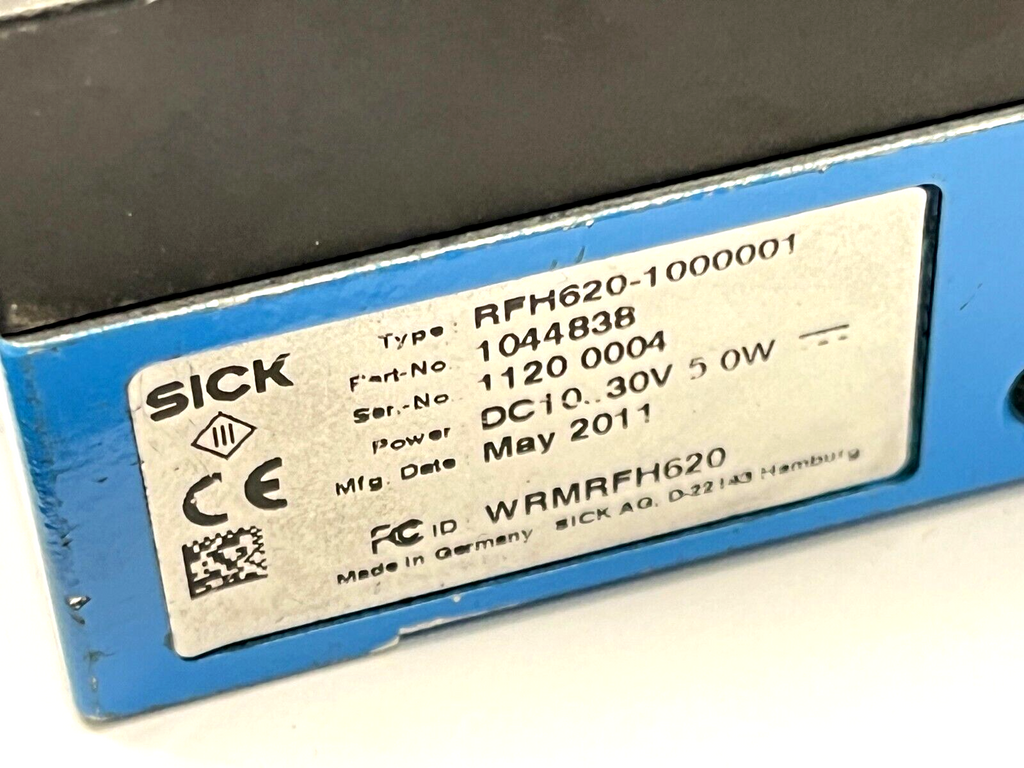 SICK
Type : RFH620-1000001
Part-No. 1044838
Ser.-No. 1120 0004
Power DC10..30V 5.0W
Mfg. Date May 2011
CE
FC ID: WRMRFH620
Made in Germany SICK AG. D-22143 Hamburg